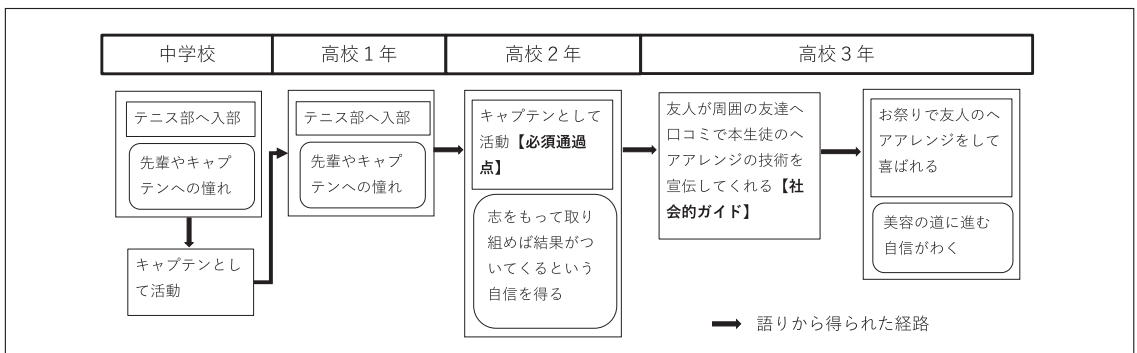 中学校
高校１年
高校２年
高校３年
テニス部へ入部
先輩やキャプ
テンへの憧れ
キャプテンとし
て活動
テニス部へ入部
先輩やキャプ
テンへの憧れ
キャプテンとして
活動【必須通過
点】
志をもって取り
組めば結果がつ
いてくるという
自信を得る
友人が周囲の友達へ
口コミで本生徒のヘ
アアレンジの技術を
宣伝してくれる【社
会的ガイド】
お祭りで友人のヘ
アアレンジをして
喜ばれる
美容の道に進む
自信がわく
語りから得られた経路